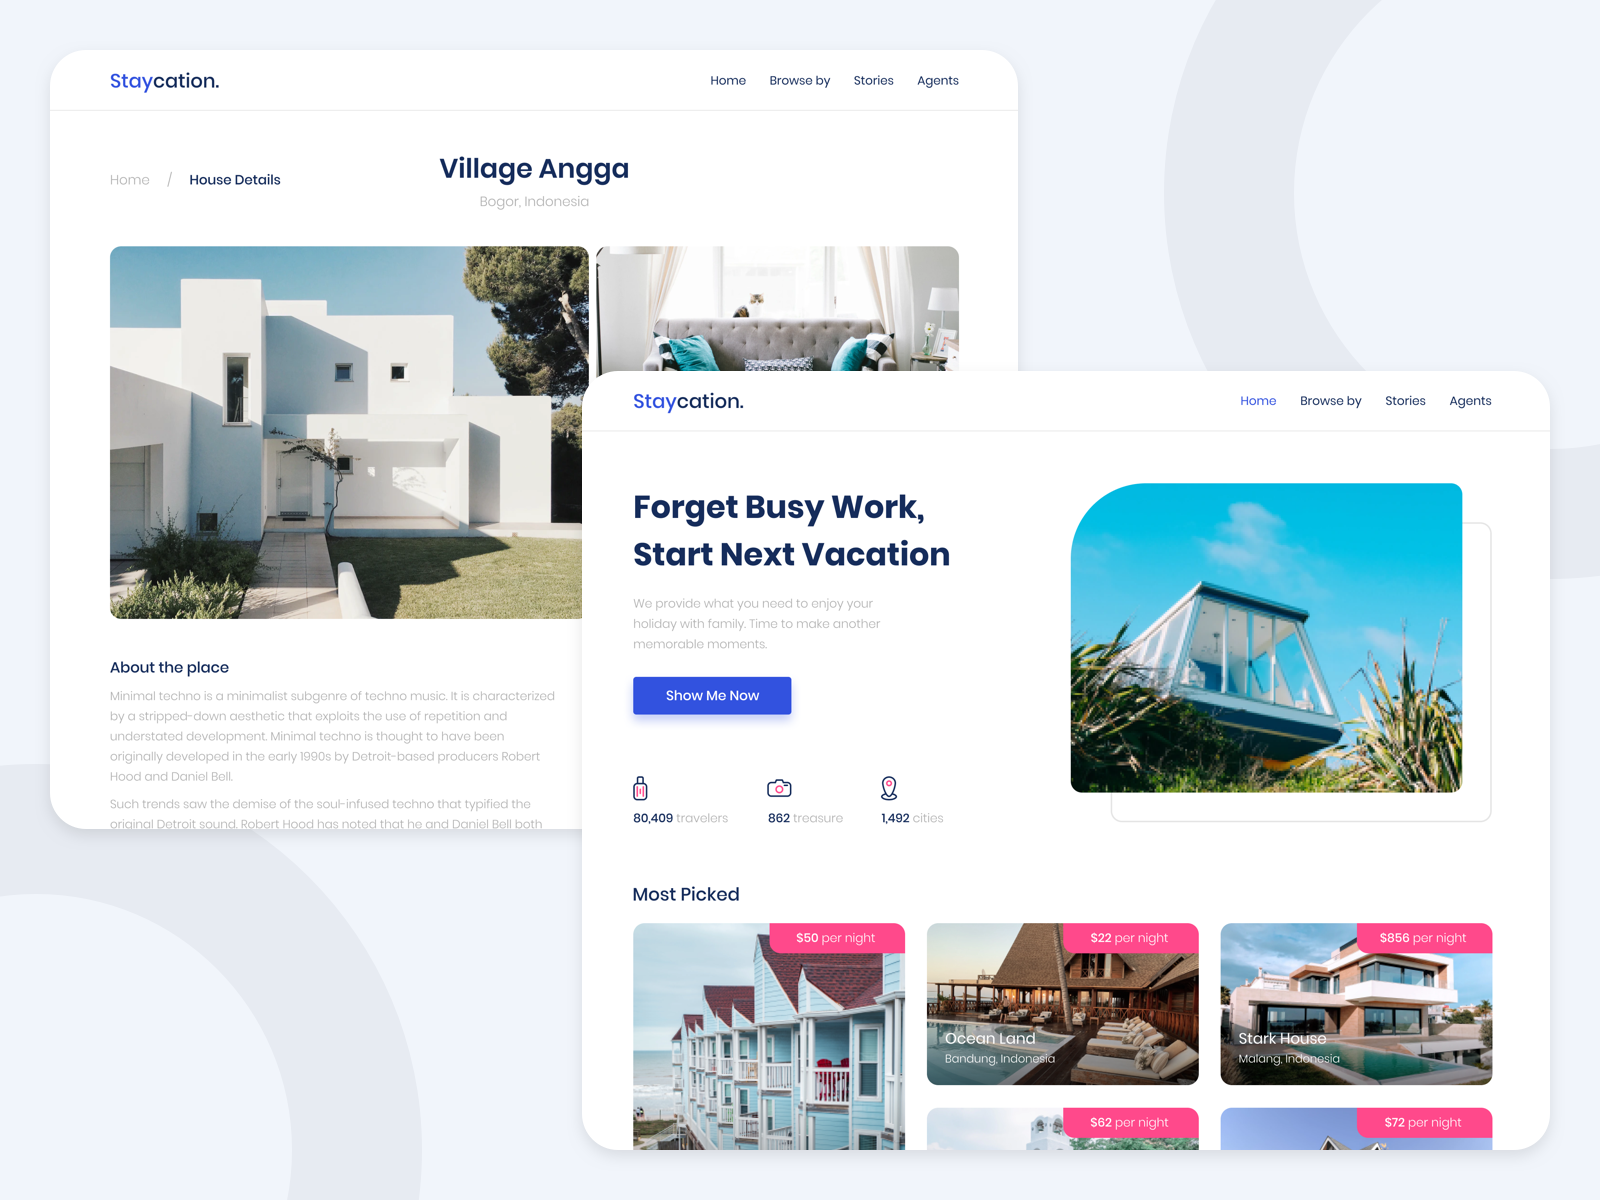 Staycation.
Home Browse by Stories Agents
Home / House Details
Village Angga
Bogor, Indonesia
About the place
Minimal techno is a minimalist subgenre of techno music. It is characterized
by a stripped-down aesthetic that exploits the use of repetition and
understated development. Minimal techno is thought to have been
originally developed in the early 1990s by Detroit-based producers Robert
Hood and Daniel Bell.
Such trends saw the demise of the soul-infused techno that typified the
original Detroit sound. Robert Hood has noted that he and Daniel Bell both
Staycation.
Home Browse by Stories Agents
Forget Busy Work,
Start Next Vacation
We provide what you need to enjoy your
holiday with family. Time to make another
memorable moments.
Show Me Now
80,409 travelers 862 treasure 1,492 cities
Most Picked
$50 per night
$22 per night
Ocean Land
Bandung, Indonesia
$856 per night
Stark House
Malang, Indonesia
$62 per night
$72 per night